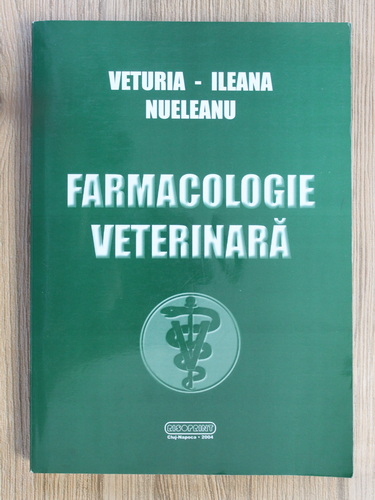 VETURIA - ILEANA
NUELEANU
FARMACOLOGIE
VETERINARĂ
RISOPRINT
Cluj-Napoca • 2004